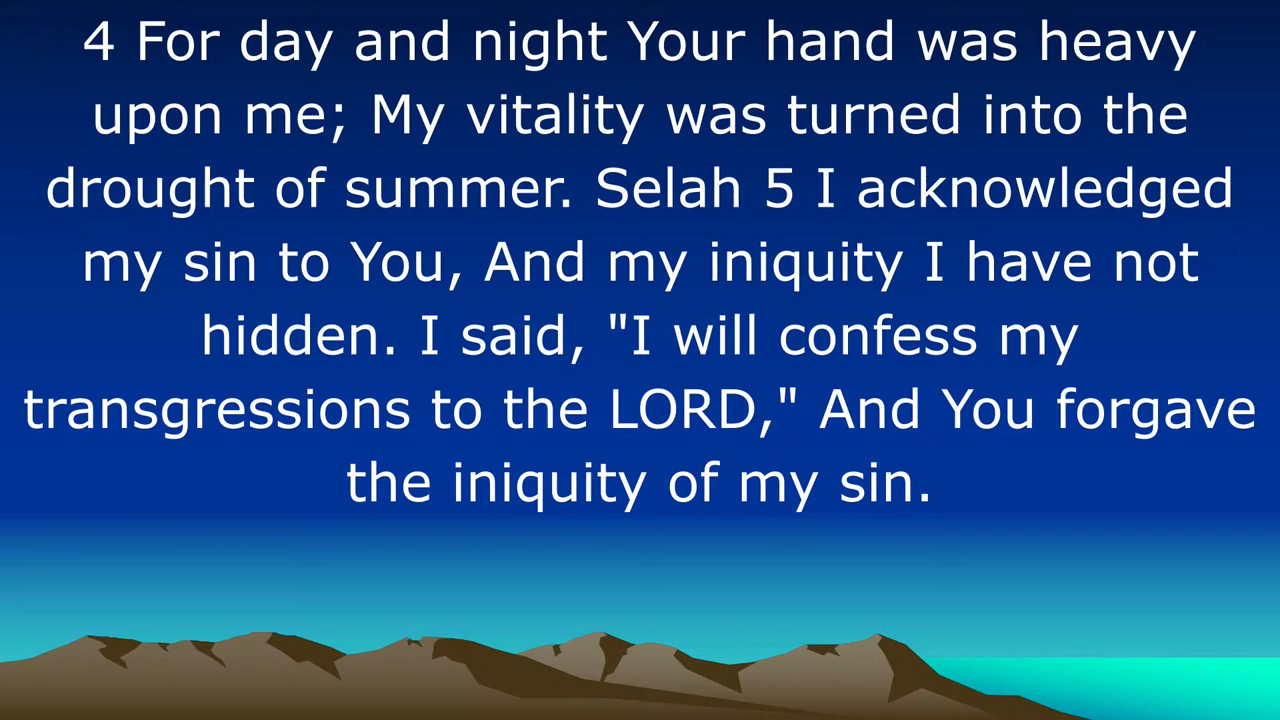 4 For day and night Your hand was heavy
upon me; My vitality was turned into the
drought of summer. Selah 5 I acknowledged
my sin to You, And my iniquity I have not
hidden. I said, "I will confess my
transgressions to the LORD," And You forgave
the iniquity of my sin.